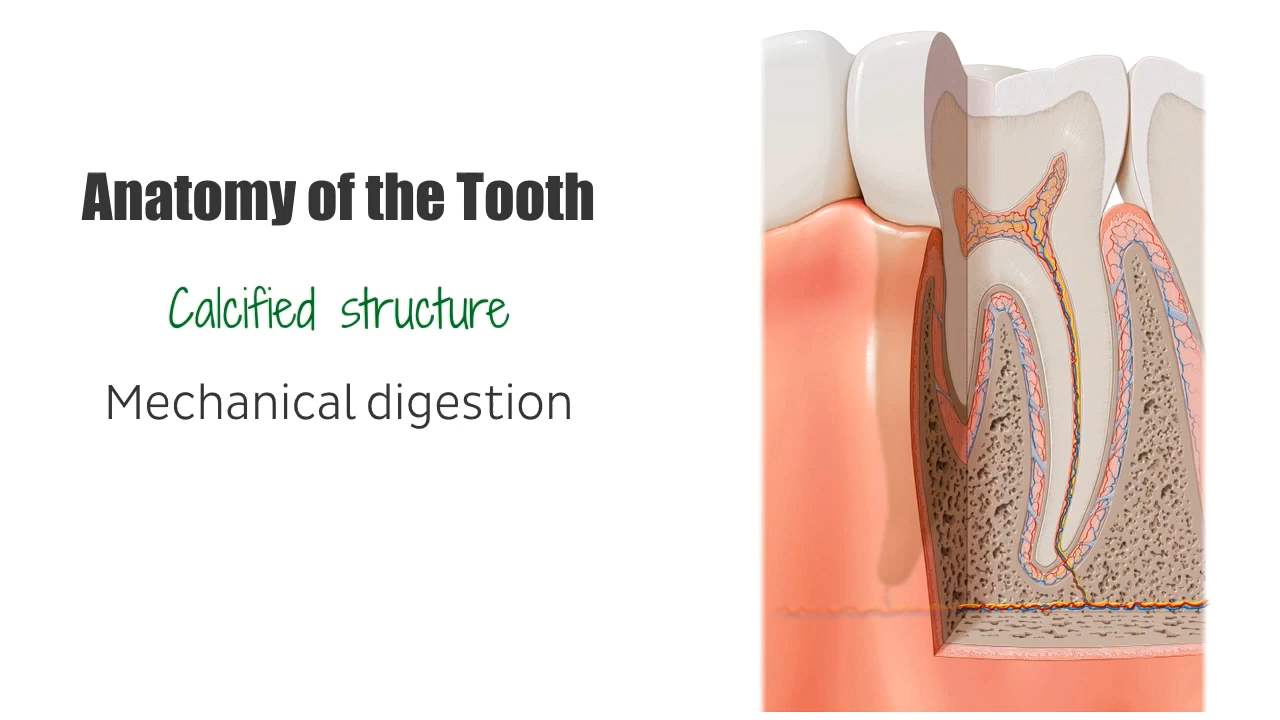 Anatomy of the Tooth
Calcified structure
Mechanical digestion